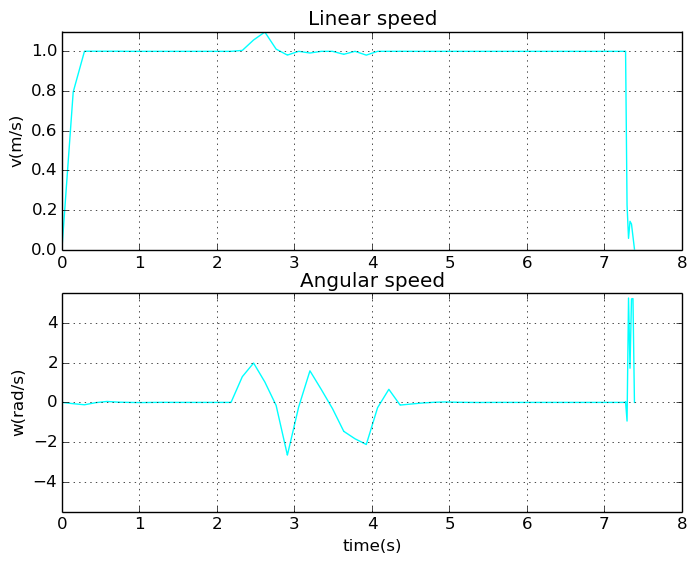 Linear speed
1.0
0.8
0.6
0.4
0.2
0.0
v(m/s)
0 1 2 3 4 5 6 7 8
Angular speed
4
2
0
−2
−4
w(rad/s)
0 1 2 3 4 5 6 7 8
time(s)